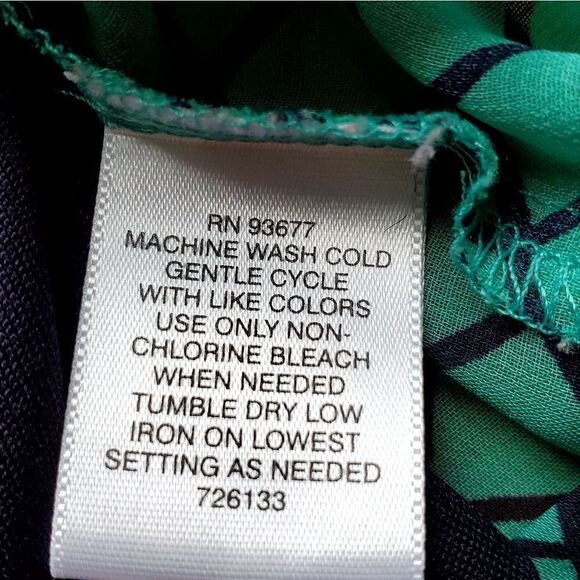 RN 93677
MACHINE WASH COLD
GENTLE CYCLE
WITH LIKE COLORS
USE ONLY NON-
CHLORINE BLEACH
WHEN NEEDED
TUMBLE DRY LOW
IRON ON LOWEST
SETTING AS NEEDED
726133